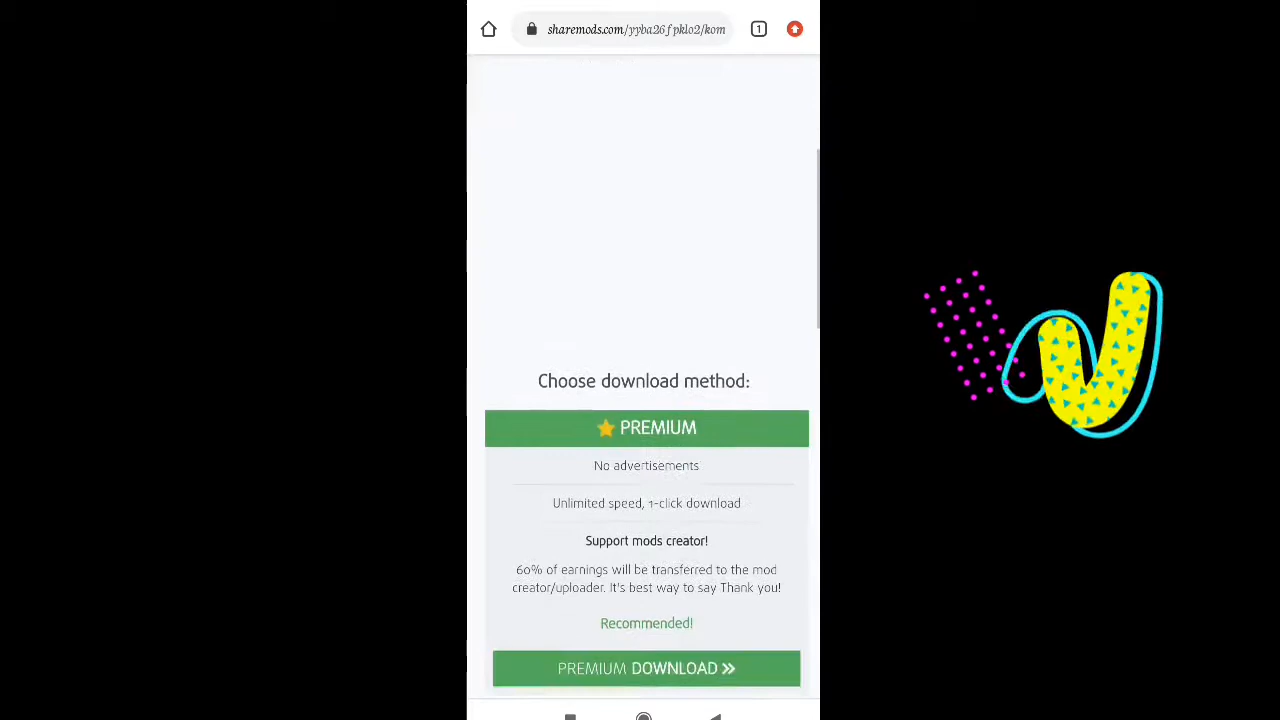 sharemods.com/yyba26fpklo2/kom
1
Choose download method:
PREMIUM
No advertisements
Unlimited speed, 1-click download
Support mods creator!
60% of earnings will be transferred to the mod
creator/uploader. It's best way to say Thank you!
Recommended!
PREMIUM DOWNLOAD